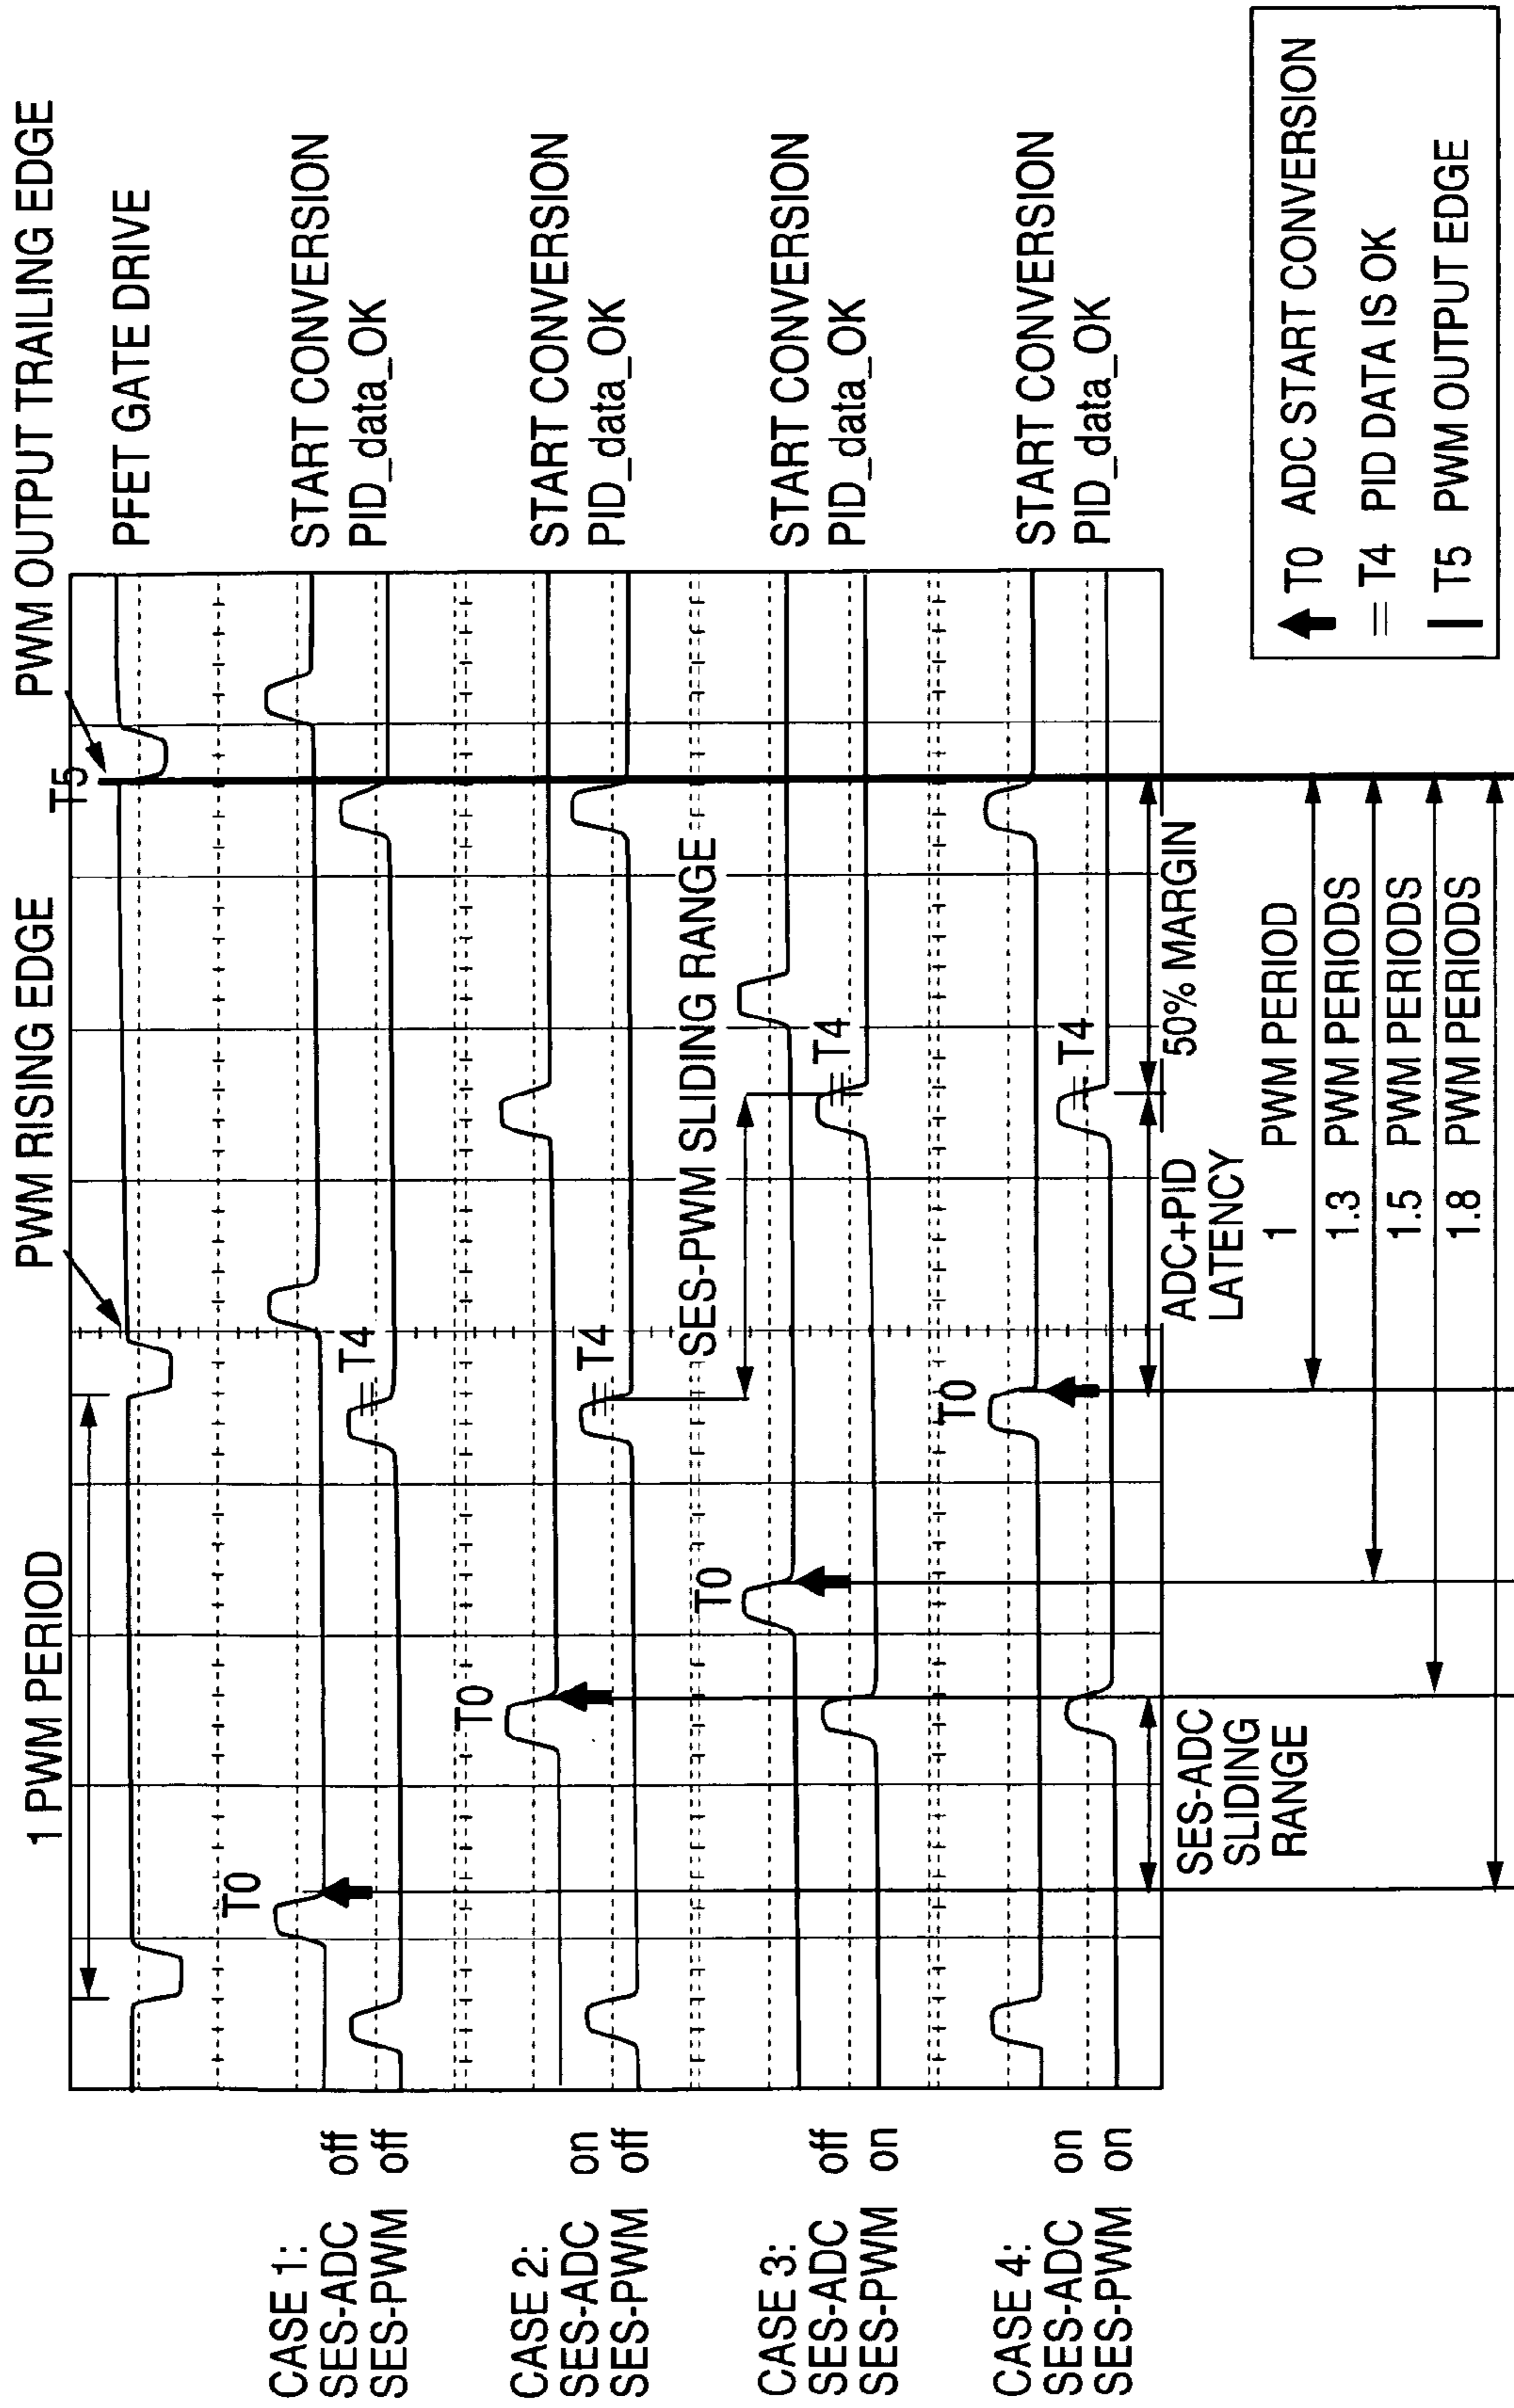 PWM OUTPUT TRAILING EDGE
1 PWM PERIOD
PWM RISING EDGE
T5
PFET GATE DRIVE
CASE 1:
SES-ADC off
SES-PWM off
T0
T4
START CONVERSION
PID_data_OK
CASE 2:
SES-ADC on
SES-PWM off
T0
T4
START CONVERSION
PID_data_OK
SES-PWM SLIDING RANGE
CASE 3:
SES-ADC off
SES-PWM on
T0
T4
START CONVERSION
PID_data_OK
CASE 4:
SES-ADC on
SES-PWM on
T0
T4
START CONVERSION
PID_data_OK
SES-ADC
SLIDING
RANGE
ADC+PID
LATENCY
50% MARGIN
1 PWM PERIOD
1.3 PWM PERIODS
1.5 PWM PERIODS
1.8 PWM PERIODS
T0 ADC START CONVERSION
T4 PID DATA IS OK
T5 PWM OUTPUT EDGE